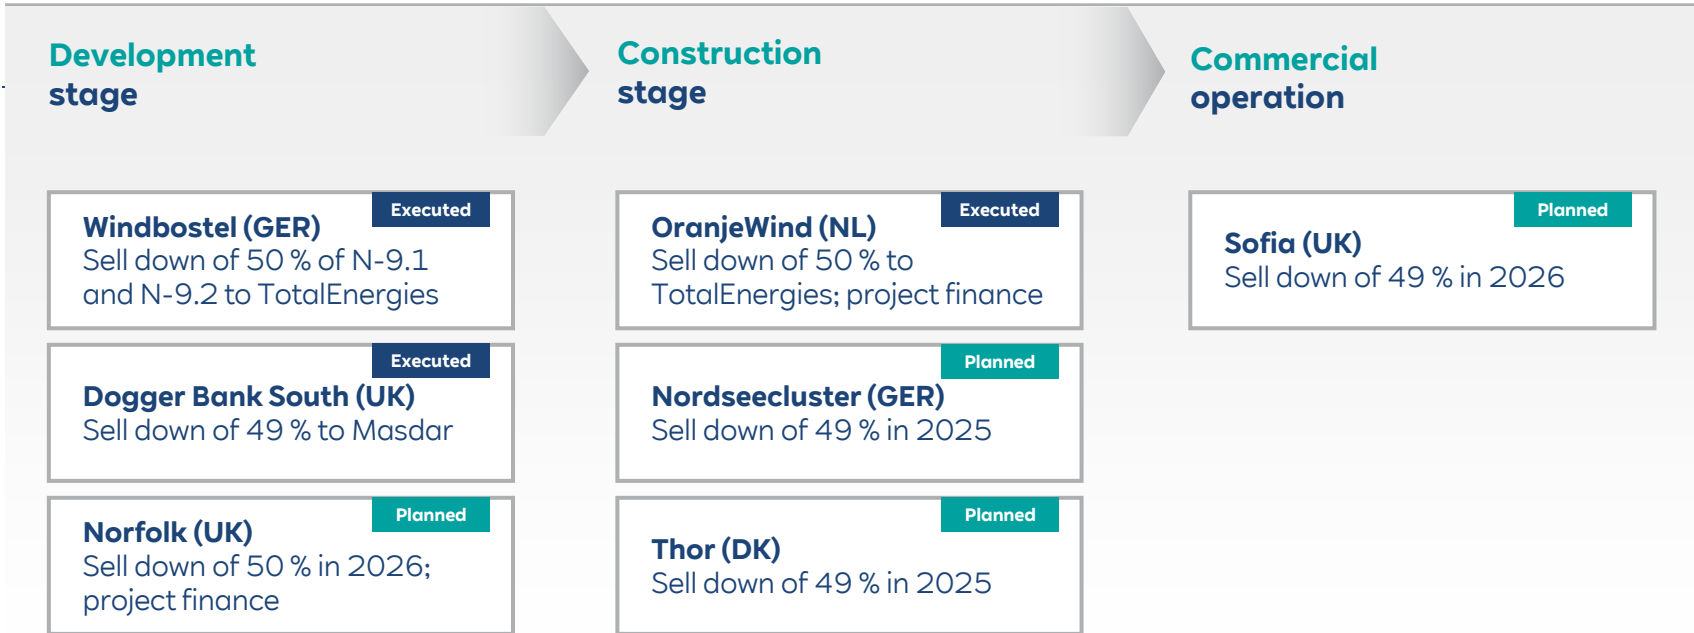 Development
stage
Construction
stage
Commercial
operation
Executed
Windbostel (GER)
Sell down of 50 % of N-9.1
and N-9.2 to TotalEnergies
Executed
Dogger Bank South (UK)
Sell down of 49 % to Masdar
Planned
Norfolk (UK)
Sell down of 50 % in 2026;
project finance
Executed
OranjeWind (NL)
Sell down of 50 % to
TotalEnergies; project finance
Planned
Nordseecluster (GER)
Sell down of 49 % in 2025
Planned
Thor (DK)
Sell down of 49 % in 2025
Planned
Sofia (UK)
Sell down of 49 % in 2026